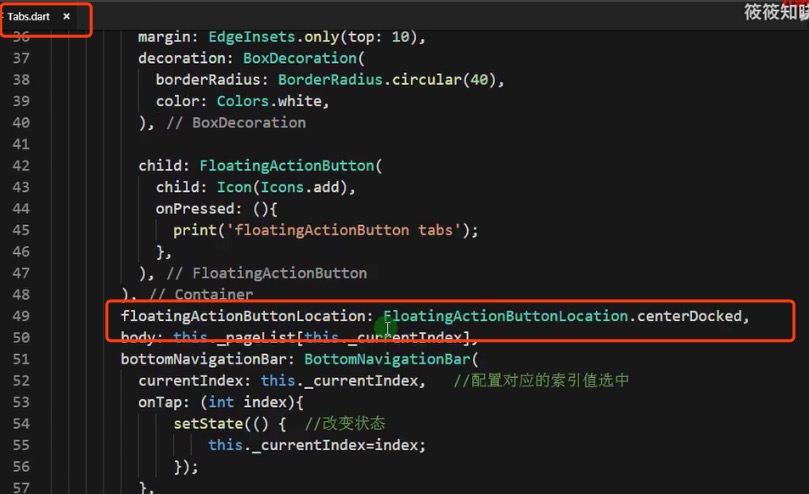 Tabs.dart ×
筱筱知
36 margin: EdgeInsets.only(top: 10),
37 decoration: BoxDecoration(
38 borderRadius: BorderRadius.circular(40),
39 color: Colors.white,
40 ), // BoxDecoration
41
42 child: FloatingActionButton(
43 child: Icon(Icons.add),
44 onPressed: (){
45 print('floatingActionButton tabs');
46 },
47 ), // FloatingActionButton
48 ), // Container
49 floatingActionButtonLocation: FloatingActionButtonLocation.centerDocked,
50 body: this._pageList[this._currentIndex],
51 bottomNavigationBar: BottomNavigationBar(
52 currentIndex: this._currentIndex, //配置对应的索引值选中
53 onTap: (int index){
54 setState(() { //改变状态
55 this._currentIndex=index;
56 });
57 },